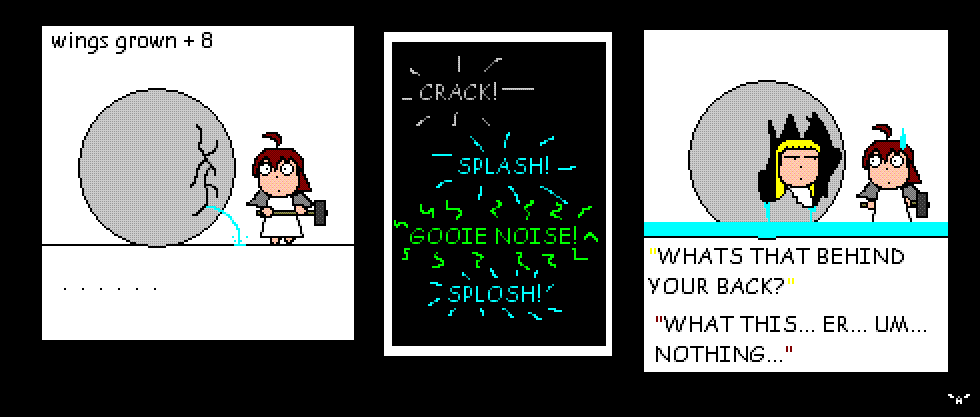 wings grown + 8
. . . . . .
CRACK!
SPLASH!
GOOIE NOISE!
SPLOSH!
"WHATS THAT BEHIND
YOUR BACK?"
"WHAT THIS... ER... UM...
NOTHING..."